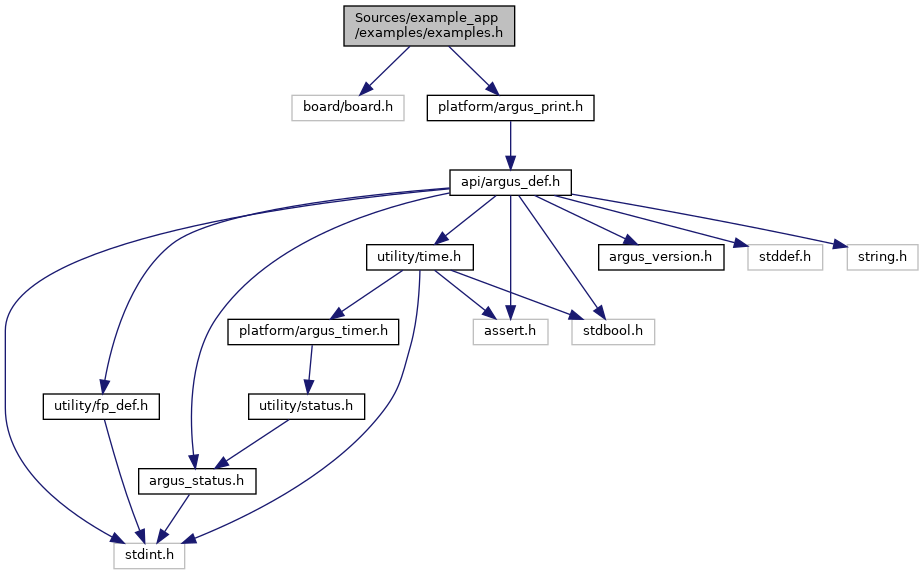 Sources/example_app
/examples/examples.h
board/board.h
platform/argus_print.h
api/argus_def.h
utility/time.h
argus_version.h
stddef.h
string.h
platform/argus_timer.h
assert.h
stdbool.h
utility/fp_def.h
utility/status.h
argus_status.h
stdint.h